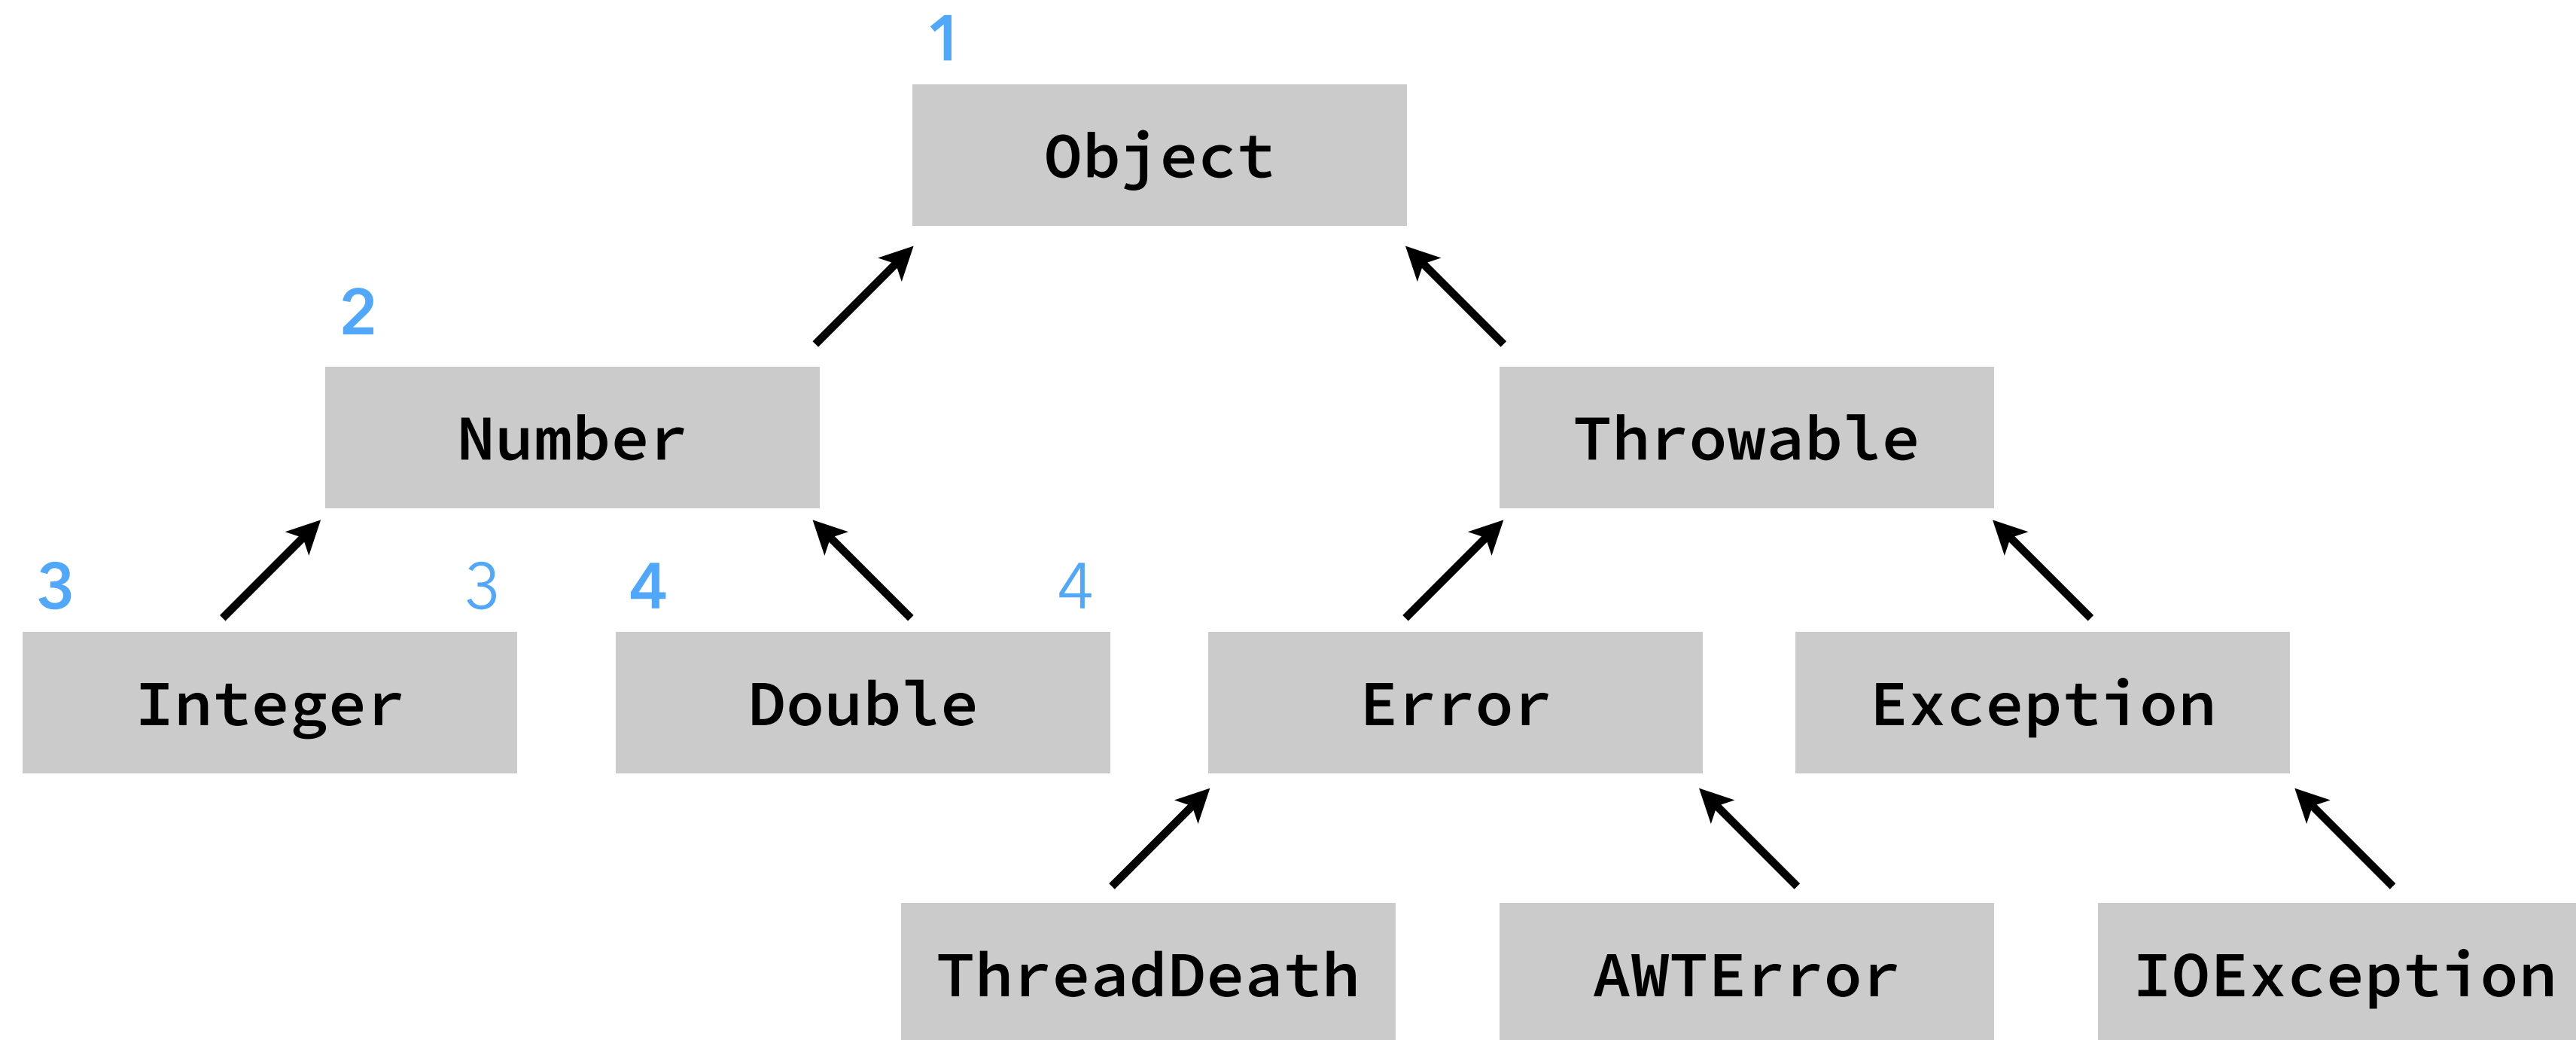 1
Object
2
Number
Throwable
3 3 4 4
Integer Double Error Exception
ThreadDeath AWTError IOException